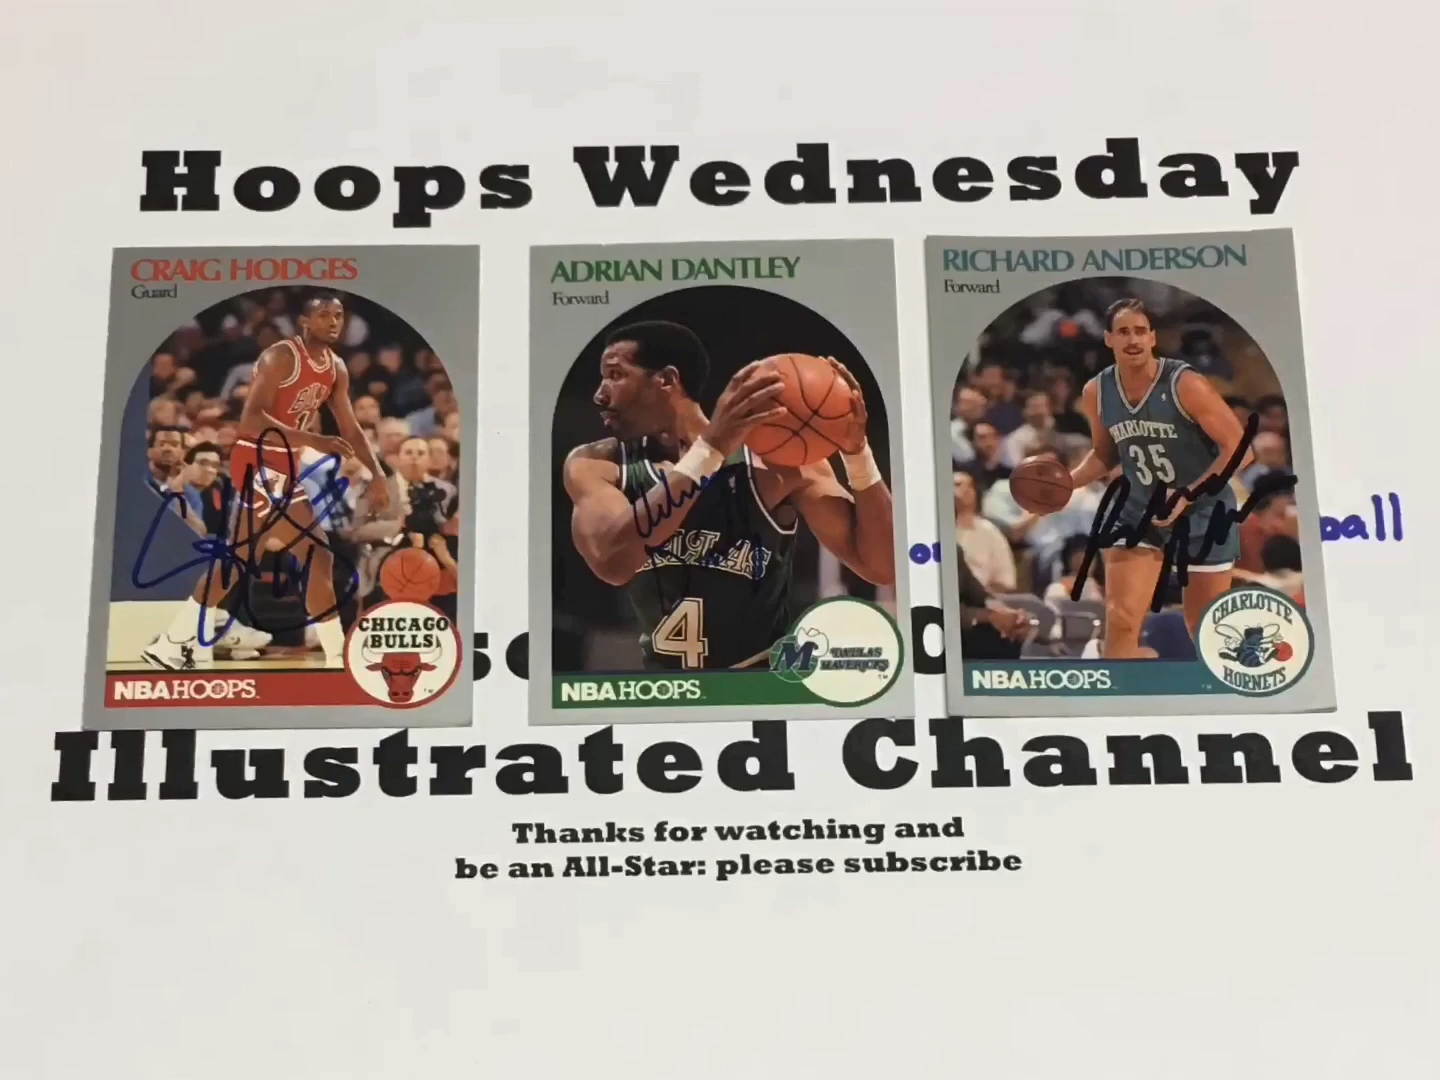 Hoops Wednesday
CRAIG HODGES
Guard
BULLS
CHICAGO
BULLS
NBA HOOPS
ADRIAN DANTLEY
Forward
4
DALLAS
MAVERICKS
NBA HOOPS
RICHARD ANDERSON
Forward
CHARLOTTE
35
CHARLOTTE
HORNETS
NBA HOOPS
ball
Illustrated Channel
Thanks for watching and
be an All-Star: please subscribe